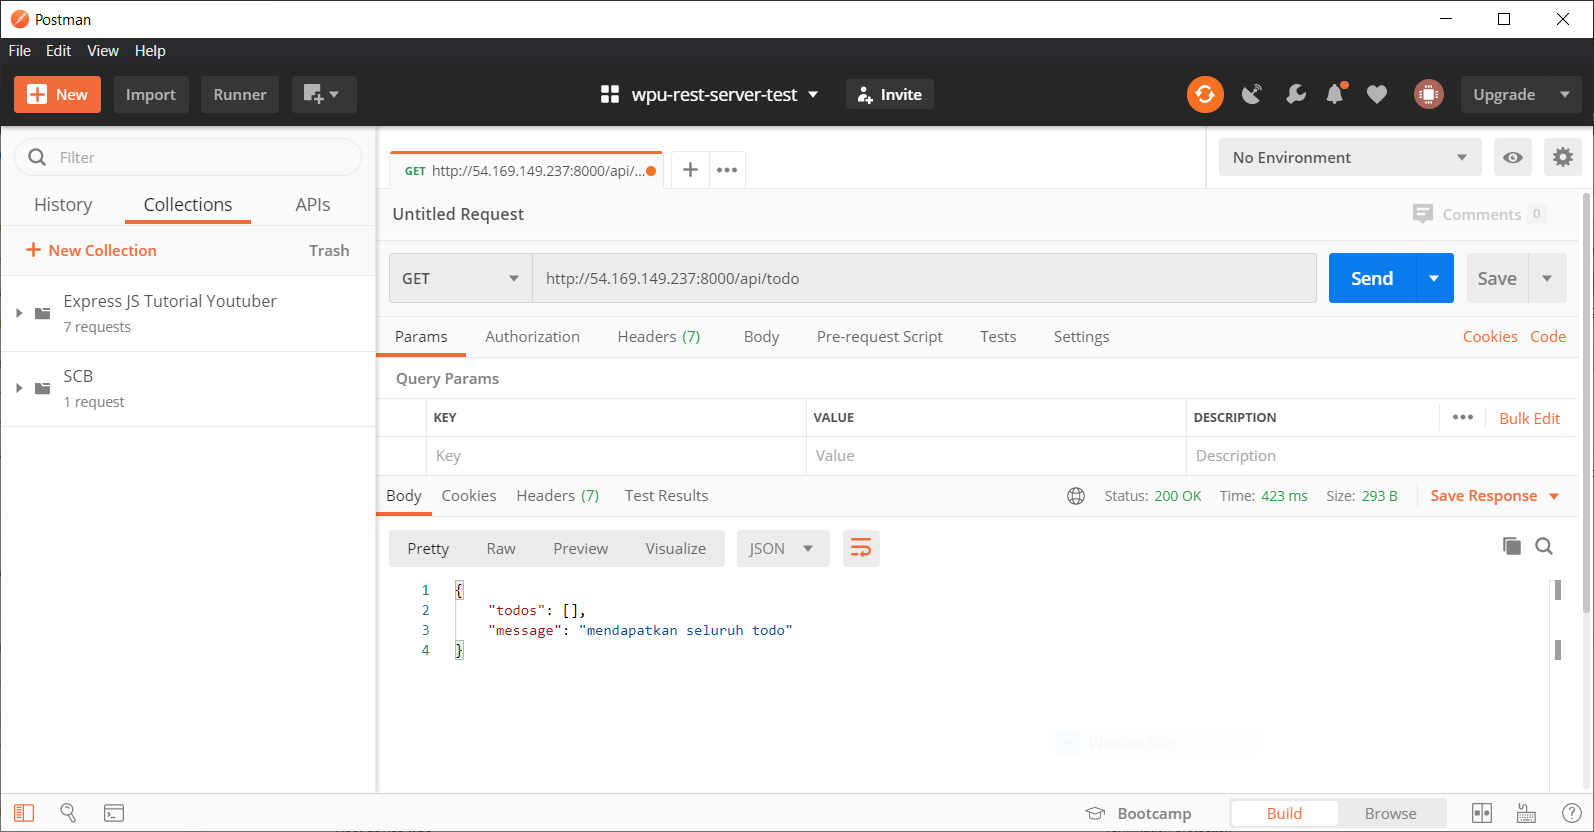 Postman
File Edit View Help
New Import Runner wpu-rest-server-test Invite Upgrade
Filter
History Collections APIs
New Collection Trash
Express JS Tutorial Youtuber
7 requests
SCB
1 request
GET http://54.169.149.237:8000/api/...
No Environment
Untitled Request
Comments 0
GET http://54.169.149.237:8000/api/todo Send Save
Params Authorization Headers (7) Body Pre-request Script Tests Settings Cookies Code
Query Params
KEY VALUE DESCRIPTION Bulk Edit
Key Value Description
Body Cookies Headers (7) Test Results Status: 200 OK Time: 423 ms Size: 293 B Save Response
Pretty Raw Preview Visualize JSON
1 {
2 "todos": [],
3 "message": "mendapatkan seluruh todo"
4 }
Window Snip
Bootcamp Build Browse